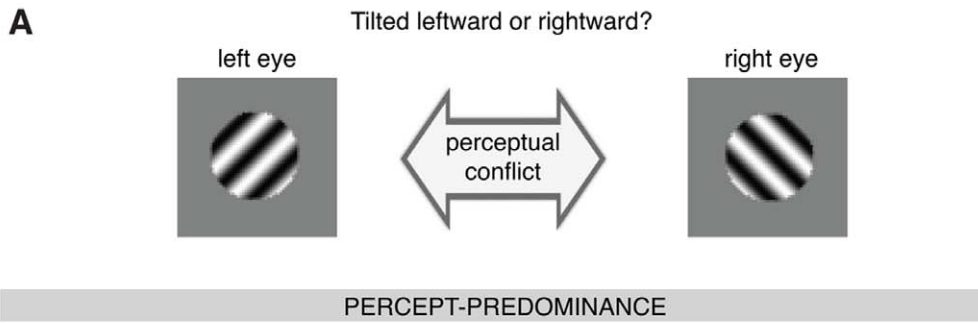 A
Tilted leftward or rightward?
left eye
right eye
perceptual
conflict
PERCEPT-PREDOMINANCE